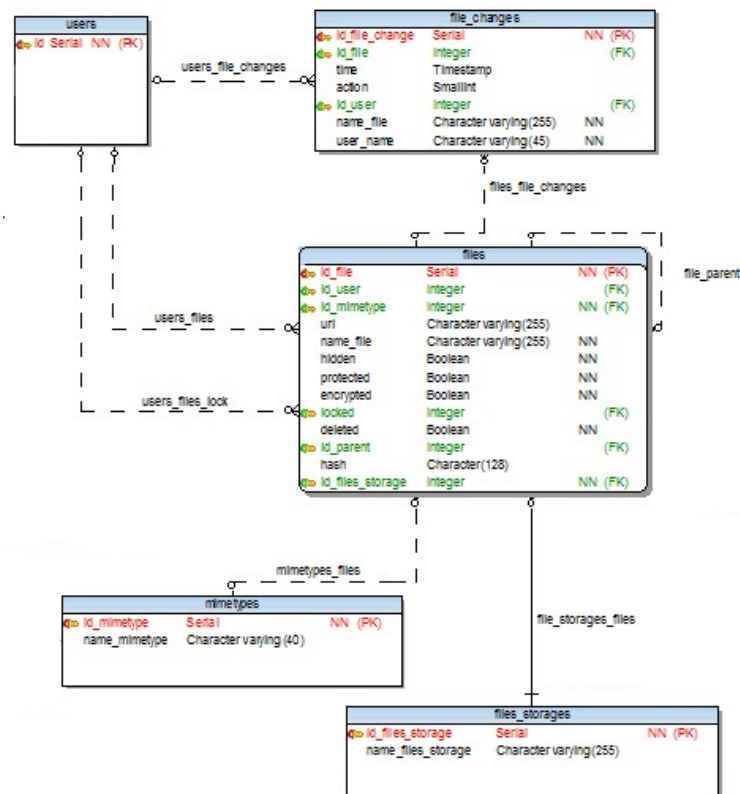 users
Id Serial NN (PK)
file_changes
Id_file_change Serial NN (PK)
Id_file Integer (FK)
time Timestamp
action Smallint
Id_user Integer (FK)
name_file Character varying(255) NN
user_name Character varying(45) NN
users_file_changes
files_file_changes
files
Id_file Serial NN (PK)
Id_user Integer (FK)
Id_mimetype Integer NN (FK)
url Character varying(255)
name_file Character varying(255) NN
hidden Boolean NN
protected Boolean NN
encrypted Boolean NN
locked Integer (FK)
deleted Boolean NN
Id_parent Integer (FK)
hash Character(128)
Id_files_storage Integer NN (FK)
file_parent
users_files
users_files_lock
mimetypes_files
mimetypes
Id_mimetype Serial NN (PK)
name_mimetype Character varying (40)
file_storages_files
files_storages
Id_files_storage Serial NN (PK)
name_files_storage Character varying(255)